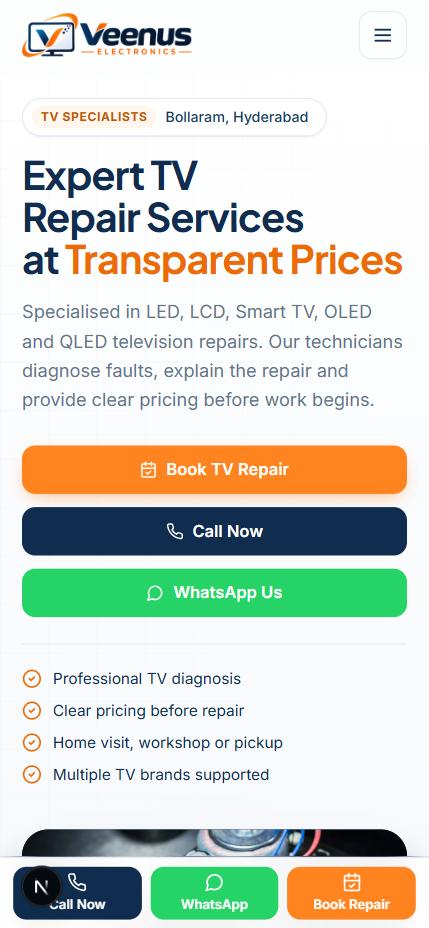 Veenus
ELECTRONICS
TV SPECIALISTS Bollaram, Hyderabad
Expert TV
Repair Services
at Transparent Prices
Specialised in LED, LCD, Smart TV, OLED
and QLED television repairs. Our technicians
diagnose faults, explain the repair and
provide clear pricing before work begins.
Book TV Repair
Call Now
WhatsApp Us
Professional TV diagnosis
Clear pricing before repair
Home visit, workshop or pickup
Multiple TV brands supported
N
Call Now WhatsApp Book Repair